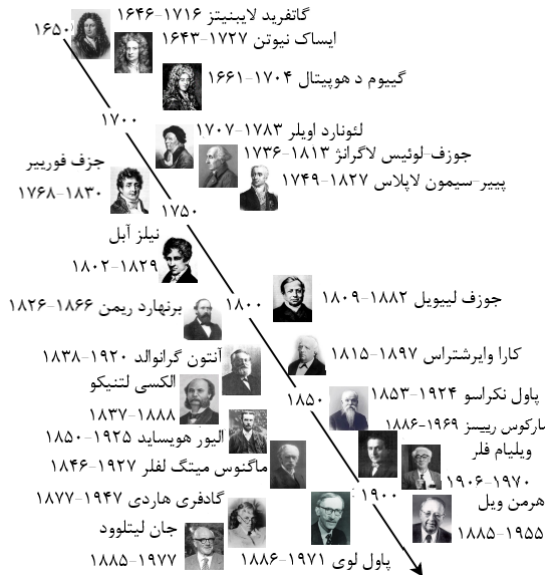 گاتفرید لایبنیتز ۱۶۴۶-۱۷۱۶
۱۶۵۰
ایساک نیوتن ۱۶۴۳-۱۷۲۷
گییوم د هوپیتال ۱۶۶۱-۱۷۰۴
۱۷۰۰
لئونارد اویلر ۱۷۰۷-۱۷۸۳
جوزف-لوئیس لاگرانژ ۱۷۳۶-۱۸۱۳
جزف فورییر
۱۷۶۸-۱۸۳۰
پییر-سیمون لاپلاس ۱۷۴۹-۱۸۲۷
۱۷۵۰
نیلز آبل
۱۸۰۲-۱۸۲۹
۱۸۰۰
جوزف لییویل ۱۸۰۹-۱۸۸۲
برنهارد ریمن ۱۸۲۶-۱۸۶۶
کارا وایرشتراس ۱۸۱۵-۱۸۹۷
آنتون گرانوالد ۱۸۳۸-۱۹۲۰
الکسی لتنیکو
۱۸۳۷-۱۸۸۸
۱۸۵۰
پاول نکراسو ۱۸۵۳-۱۹۲۴
مارکوس رییسز ۱۸۸۶-۱۹۶۹
الیور هویساید ۱۸۵۰-۱۹۲۵
ویلیام فلر
۱۹۰۶-۱۹۷۰
ماگنوس میتگ لفلر ۱۸۴۶-۱۹۲۷
گادفری هاردی ۱۸۷۷-۱۹۴۷
۱۹۰۰
هرمن ویل
۱۸۸۵-۱۹۵۵
جان لیتلوود
۱۸۸۵-۱۹۷۷
پاول لوی ۱۸۸۶-۱۹۷۱